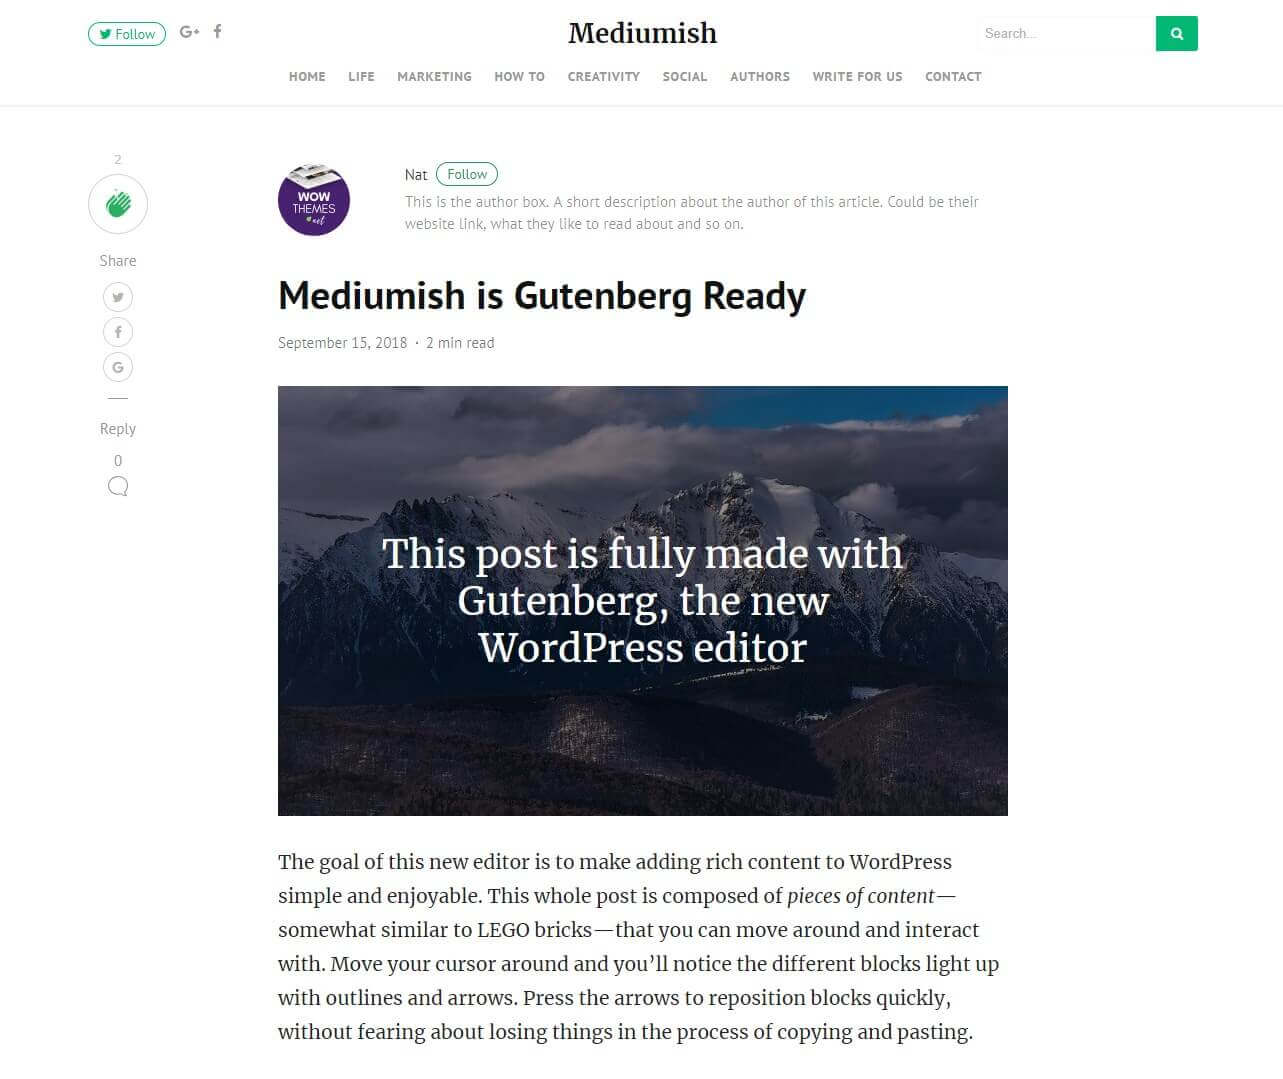 Follow
G+
Mediumish
Search...
HOME LIFE MARKETING HOW TO CREATIVITY SOCIAL AUTHORS WRITE FOR US CONTACT
2
Share
G
Reply
0
WOW
THEMES
net
Nat Follow
This is the author box. A short description about the author of this article. Could be their
website link, what they like to read about and so on.
Mediumish is Gutenberg Ready
September 15, 2018 · 2 min read
This post is fully made with
Gutenberg, the new
WordPress editor
The goal of this new editor is to make adding rich content to WordPress
simple and enjoyable. This whole post is composed of pieces of content—
somewhat similar to LEGO bricks—that you can move around and interact
with. Move your cursor around and you’ll notice the different blocks light up
with outlines and arrows. Press the arrows to reposition blocks quickly,
without fearing about losing things in the process of copying and pasting.